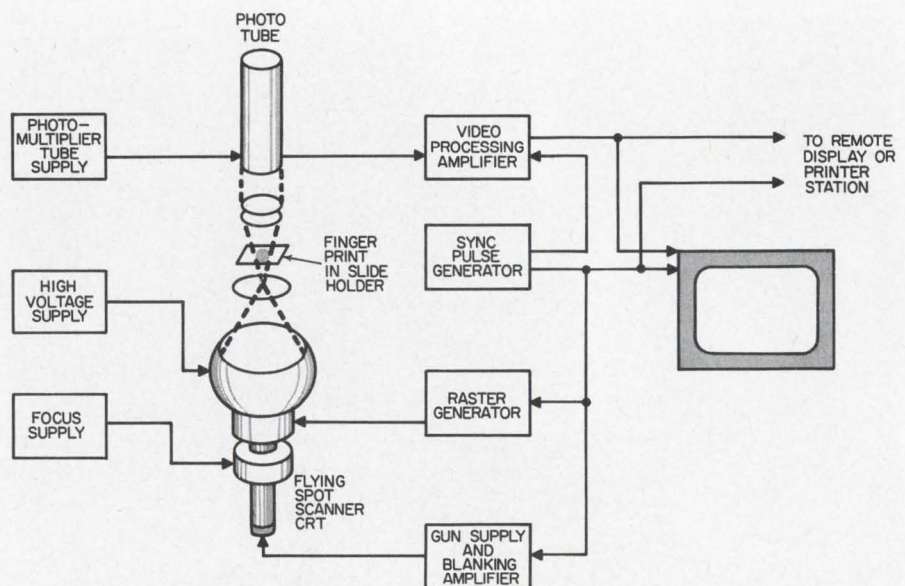 PHOTO
TUBE
PHOTO-
MULTIPLIER
TUBE
SUPPLY
VIDEO
PROCESSING
AMPLIFIER
TO REMOTE
DISPLAY OR
PRINTER
STATION
FINGER
PRINT
IN SLIDE
HOLDER
SYNC
PULSE
GENERATOR
HIGH
VOLTAGE
SUPPLY
RASTER
GENERATOR
FOCUS
SUPPLY
FLYING
SPOT
SCANNER
CRT
GUN SUPPLY
AND
BLANKING
AMPLIFIER